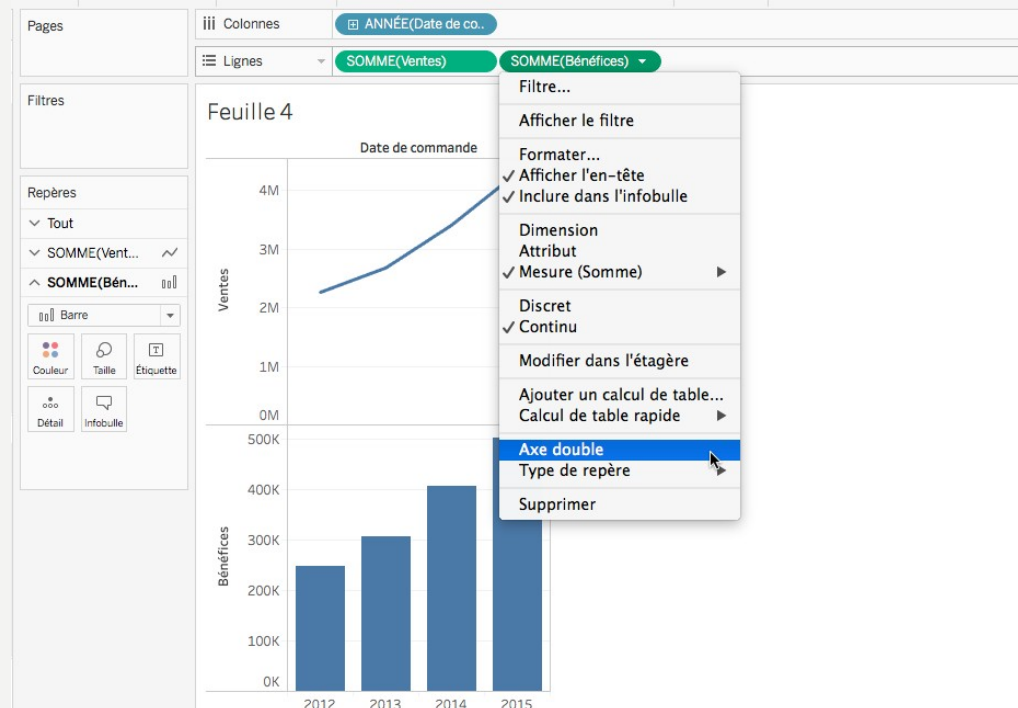 Pages
Colonnes
ANNÉE(Date de co..
Lignes
SOMME(Ventes)
SOMME(Bénéfices)
Filtres
Feuille 4
Date de commande
Repères
Tout
SOMME(Vent...
SOMME(Bén...
Barre
Couleur
Taille
Étiquette
Détail
Infobulle
4M
3M
2M
1M
0M
Ventes
500K
400K
300K
200K
100K
0K
Bénéfices
2012
2013
2014
2015
Filtre...
Afficher le filtre
Formater...
Afficher l'en-tête
Inclure dans l'infobulle
Dimension
Attribut
Mesure (Somme)
Discret
Continu
Modifier dans l'étagère
Ajouter un calcul de table...
Calcul de table rapide
Axe double
Type de repère
Supprimer